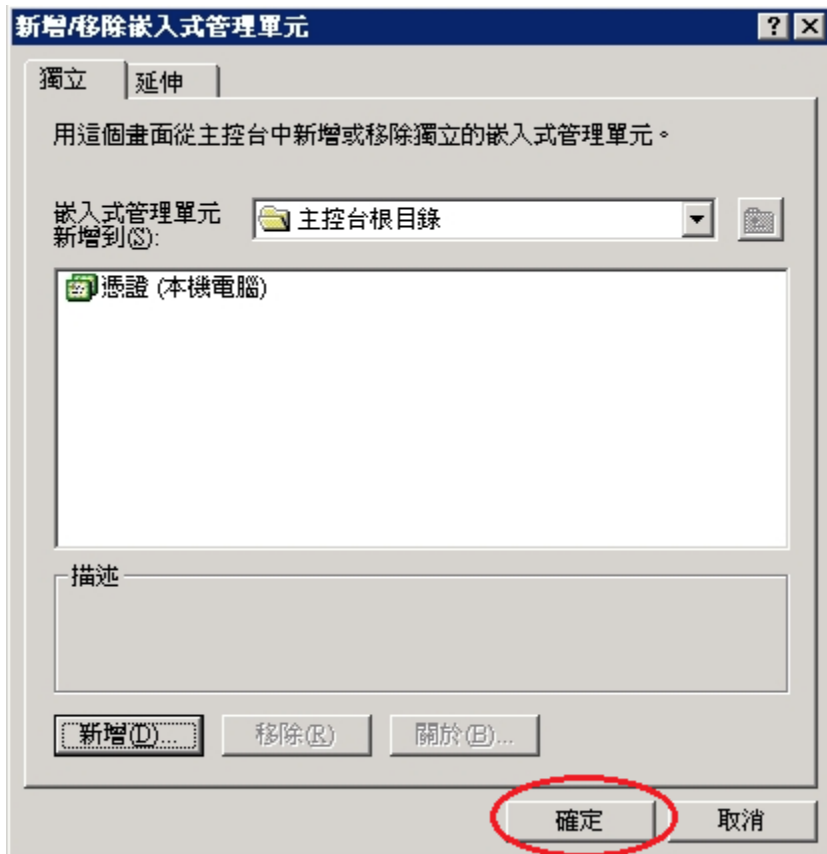 新增/移除嵌入式管理單元
獨立
延伸
用這個畫面從主控台中新增或移除獨立的嵌入式管理單元。
嵌入式管理單元
新增到(S):
主控台根目錄
憑證 (本機電腦)
描述
新增(D)...
移除(R)
關於(B)...
確定
取消